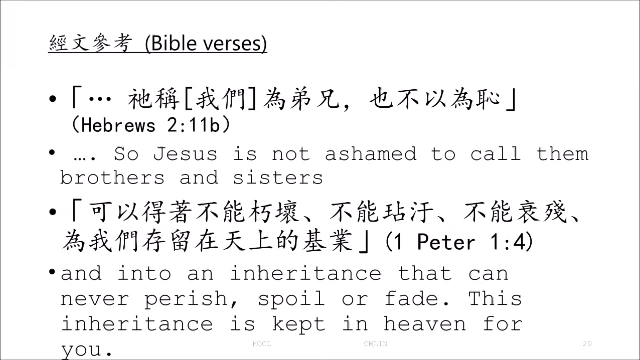 經文參考 (Bible verses)
• 「… 祂稱[我們]為弟兄，也不以為恥」
（Hebrews 2:11b）
• …. So Jesus is not ashamed to call them
brothers and sisters
• 「可以得著不能朽壞、不能玷汙、不能衰殘、
為我們存留在天上的基業」(1 Peter 1:4)
• and into an inheritance that can
never perish, spoil or fade. This
inheritance is kept in heaven for
you.